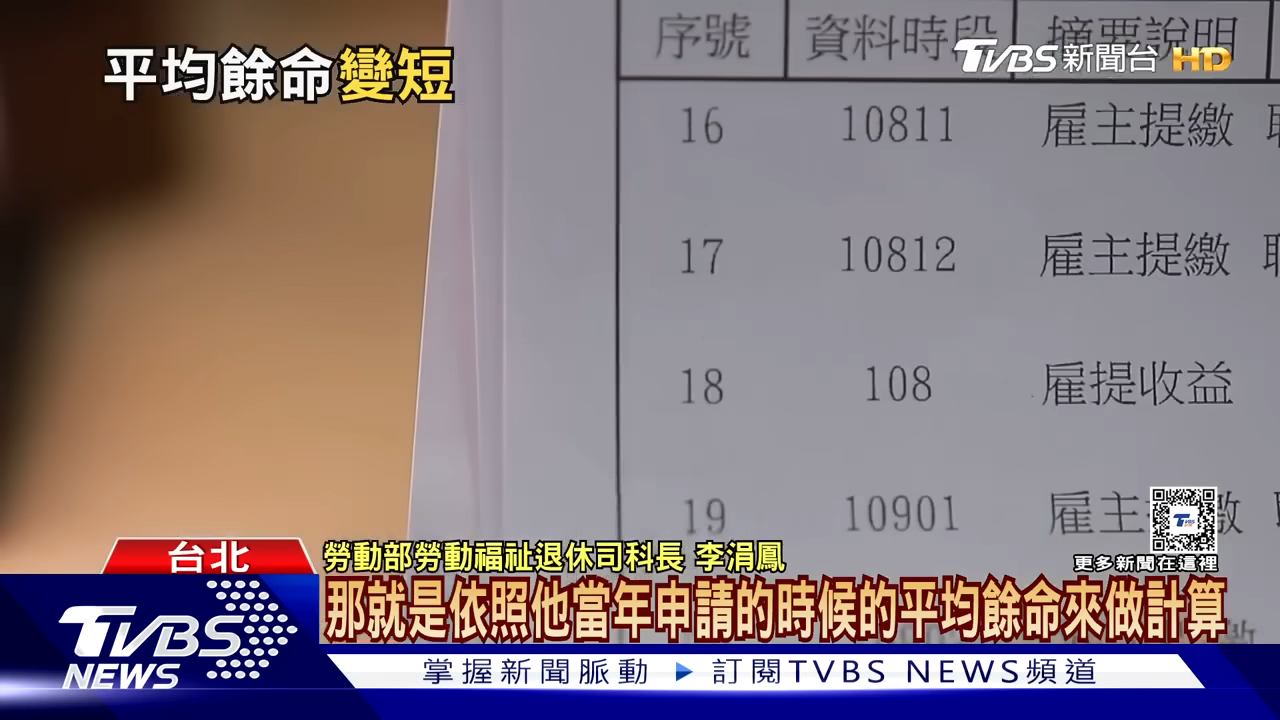 平均餘命變短
TVBS新聞台 HD
序號 資料時段 摘要說明
16 10811 雇主提繳
17 10812 雇主提繳
18 108 雇提收益
19 10901 雇主提繳
更多新聞在這裡
台北
勞動部勞動福祉退休司科長 李涓鳳
那就是依照他當年申請的時候的平均餘命來做計算
TVBS NEWS
掌握新聞脈動 ▶ 訂閱TVBS NEWS頻道